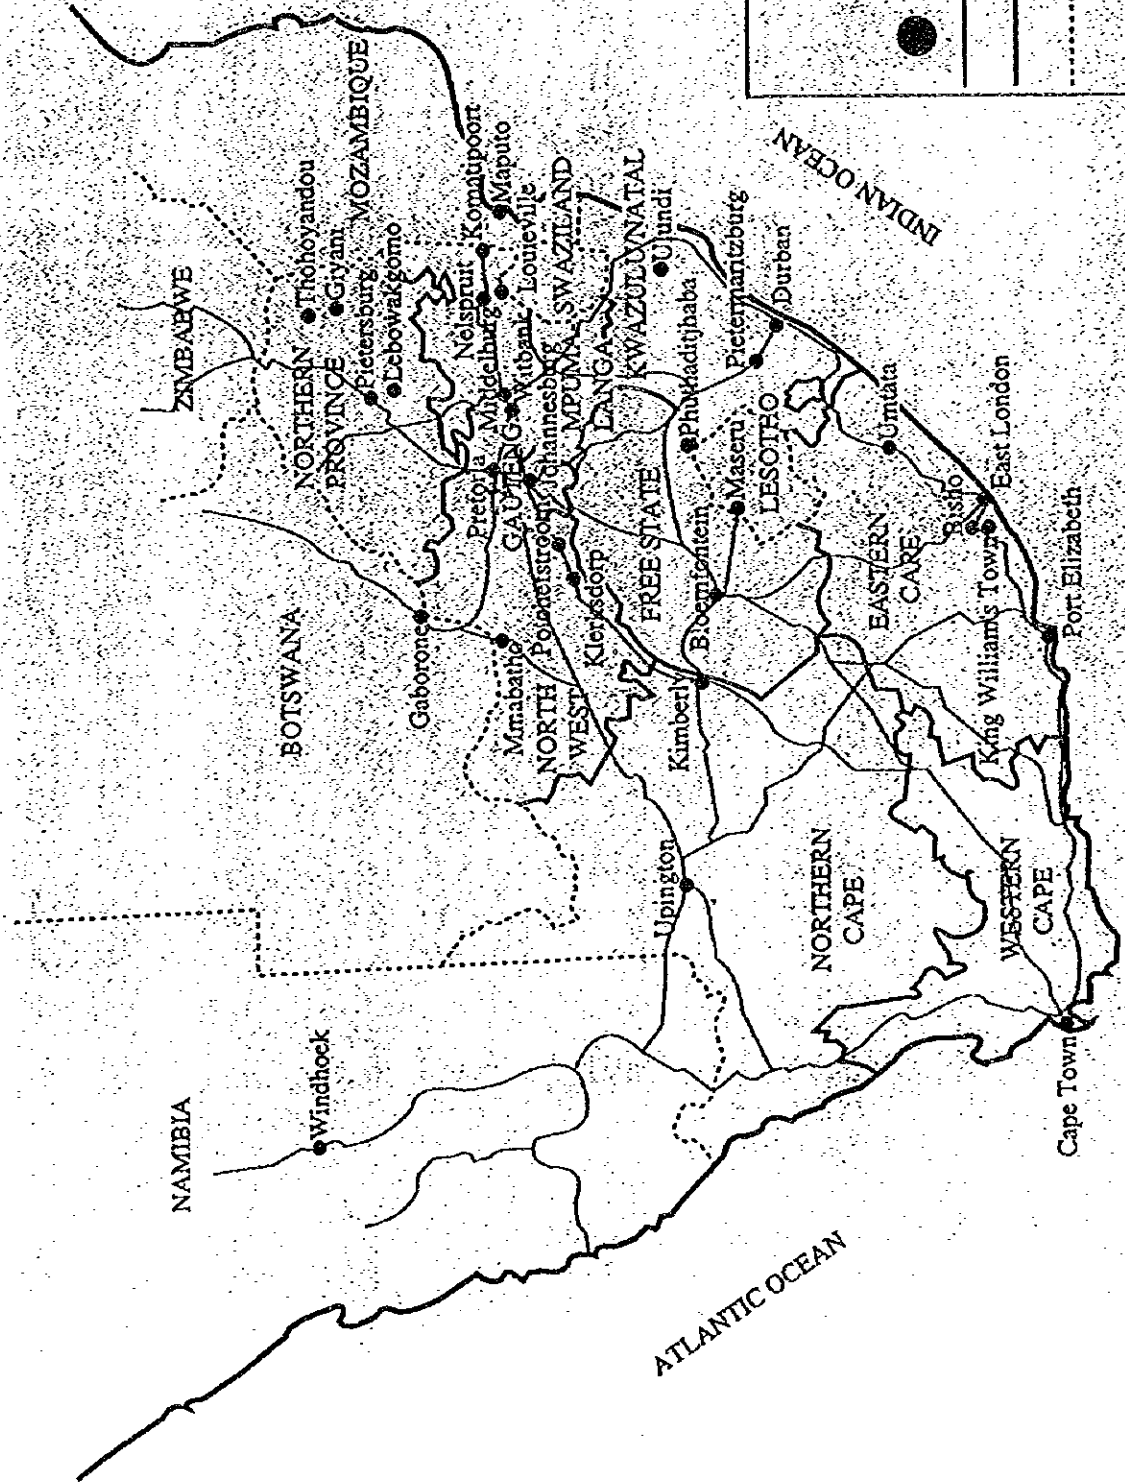 NAMIBIA
Windhoek
BOTSWANA
ZIMBABWE
Gaborone
NORTHERN
PROVINCE
Thohoyandou
Giyani
MOZAMBIQUE
Pietersburg
Lebowakgomo
Mmabatho
NORTH
WEST
Pretoria
GAUTENG
Johannesburg
Klerksdorp
Middelburg
Witbank
Nelspruit
Komaupoort
Maputo
Louieville
SWAZILAND
MPUMA
LANGA
KWAZULU/NATAL
Ulundi
Upington
Kimberly
FREE STATE
Bloemfontein
Phuthaditjhaba
Maseru
LESOTHO
Pietermantzburg
Durban
INDIAN OCEAN
NORTHERN
CAPE
EASTERN
CAPE
Umtata
Bisho
East London
King Williams Town
Port Elizabeth
WESTERN
CAPE
Cape Town
ATLANTIC OCEAN